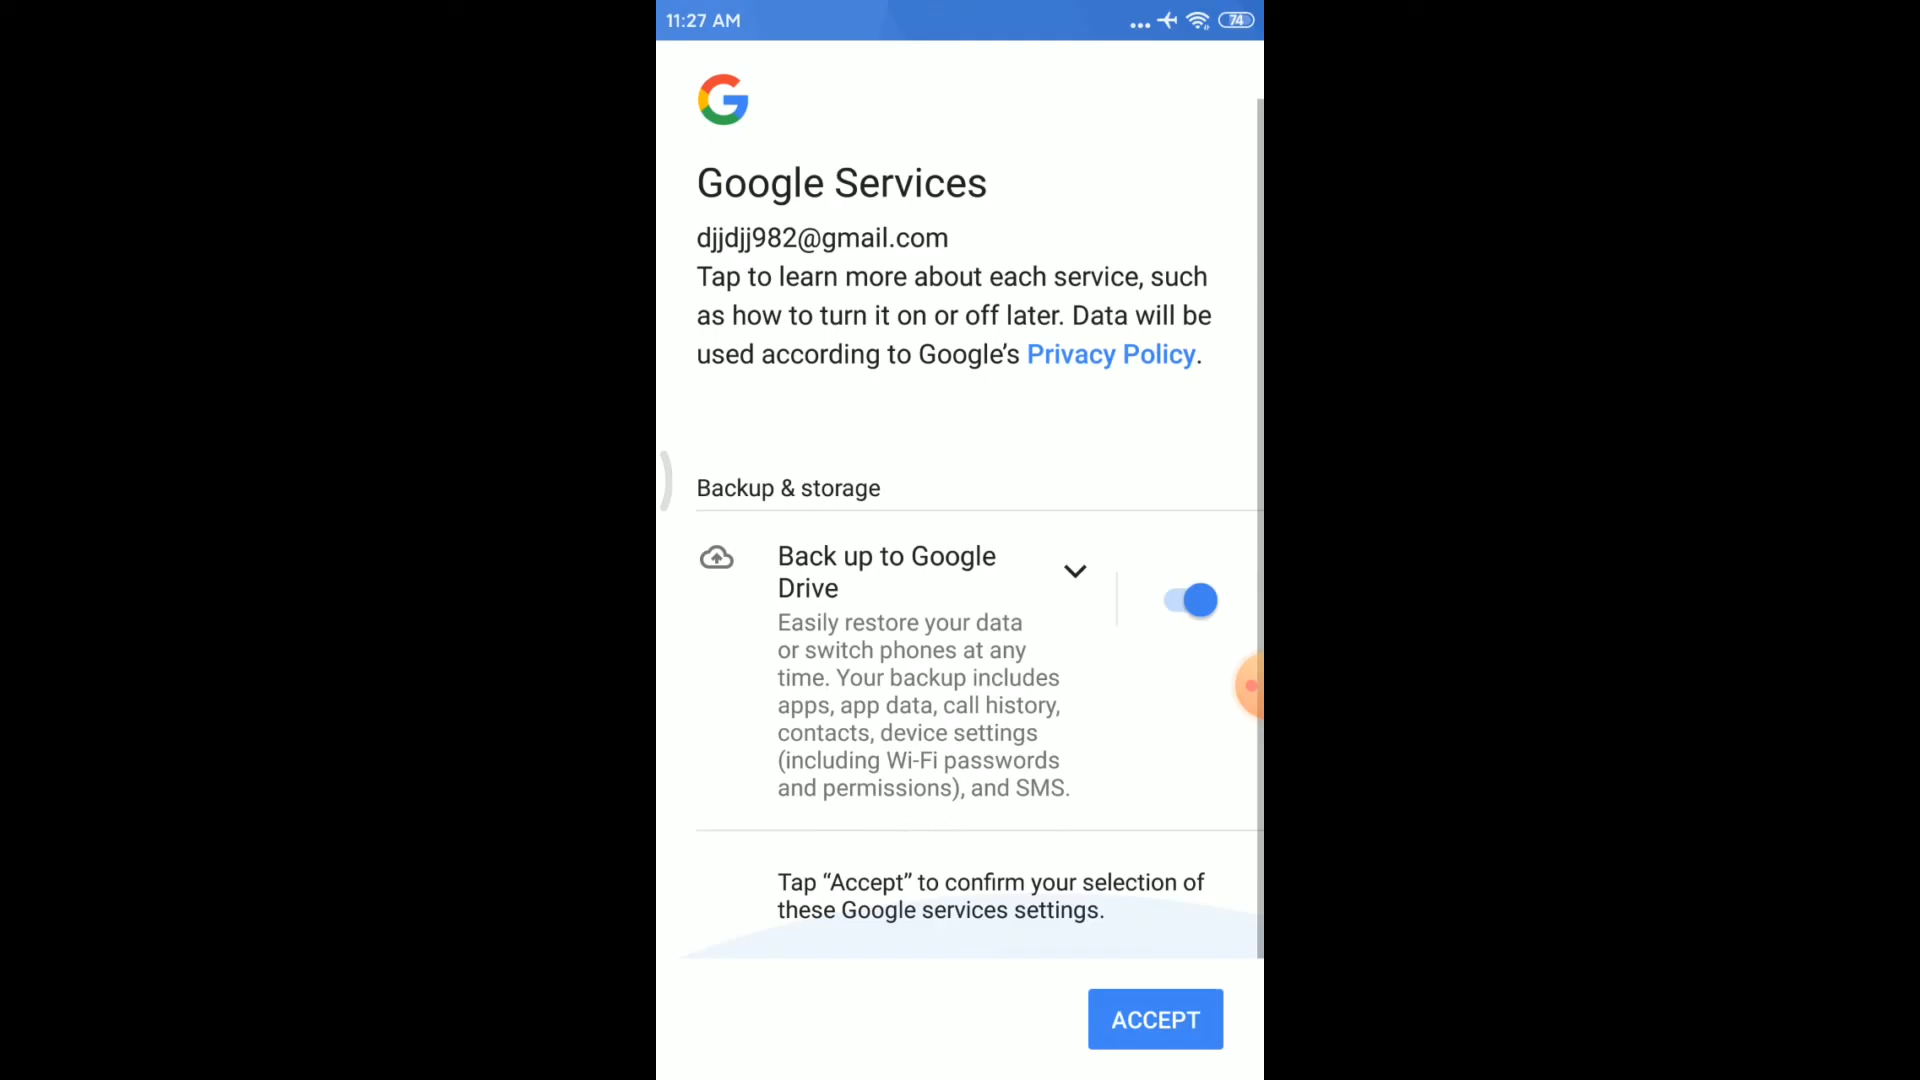 11:27 AM
74
Google Services
djjdjj982@gmail.com
Tap to learn more about each service, such
as how to turn it on or off later. Data will be
used according to Google’s Privacy Policy.
Backup & storage
Back up to Google
Drive
Easily restore your data
or switch phones at any
time. Your backup includes
apps, app data, call history,
contacts, device settings
(including Wi-Fi passwords
and permissions), and SMS.
Tap “Accept” to confirm your selection of
these Google services settings.
ACCEPT